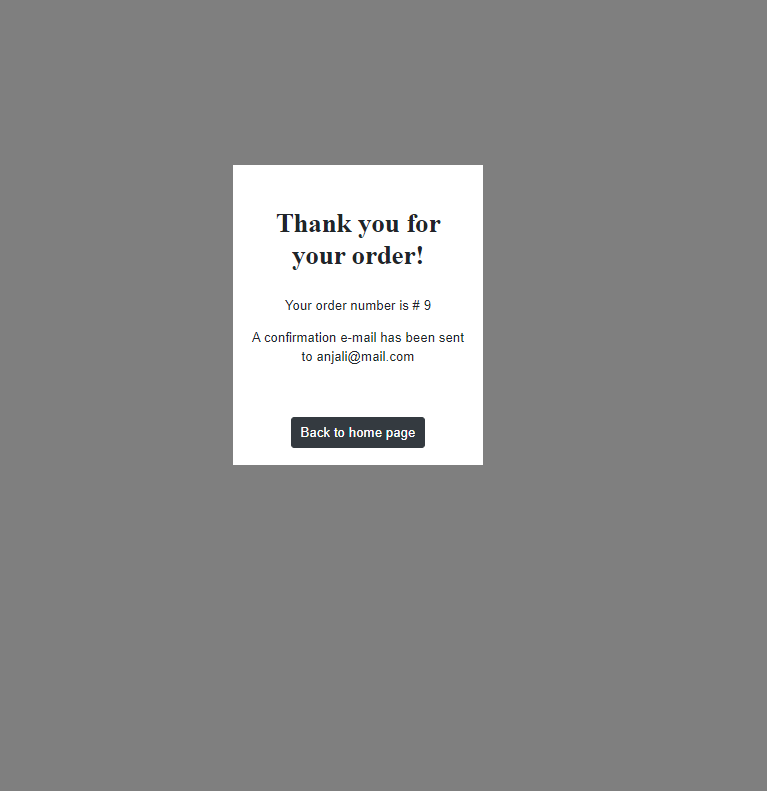 Thank you for
your order!
Your order number is # 9
A confirmation e-mail has been sent
to anjali@mail.com
Back to home page